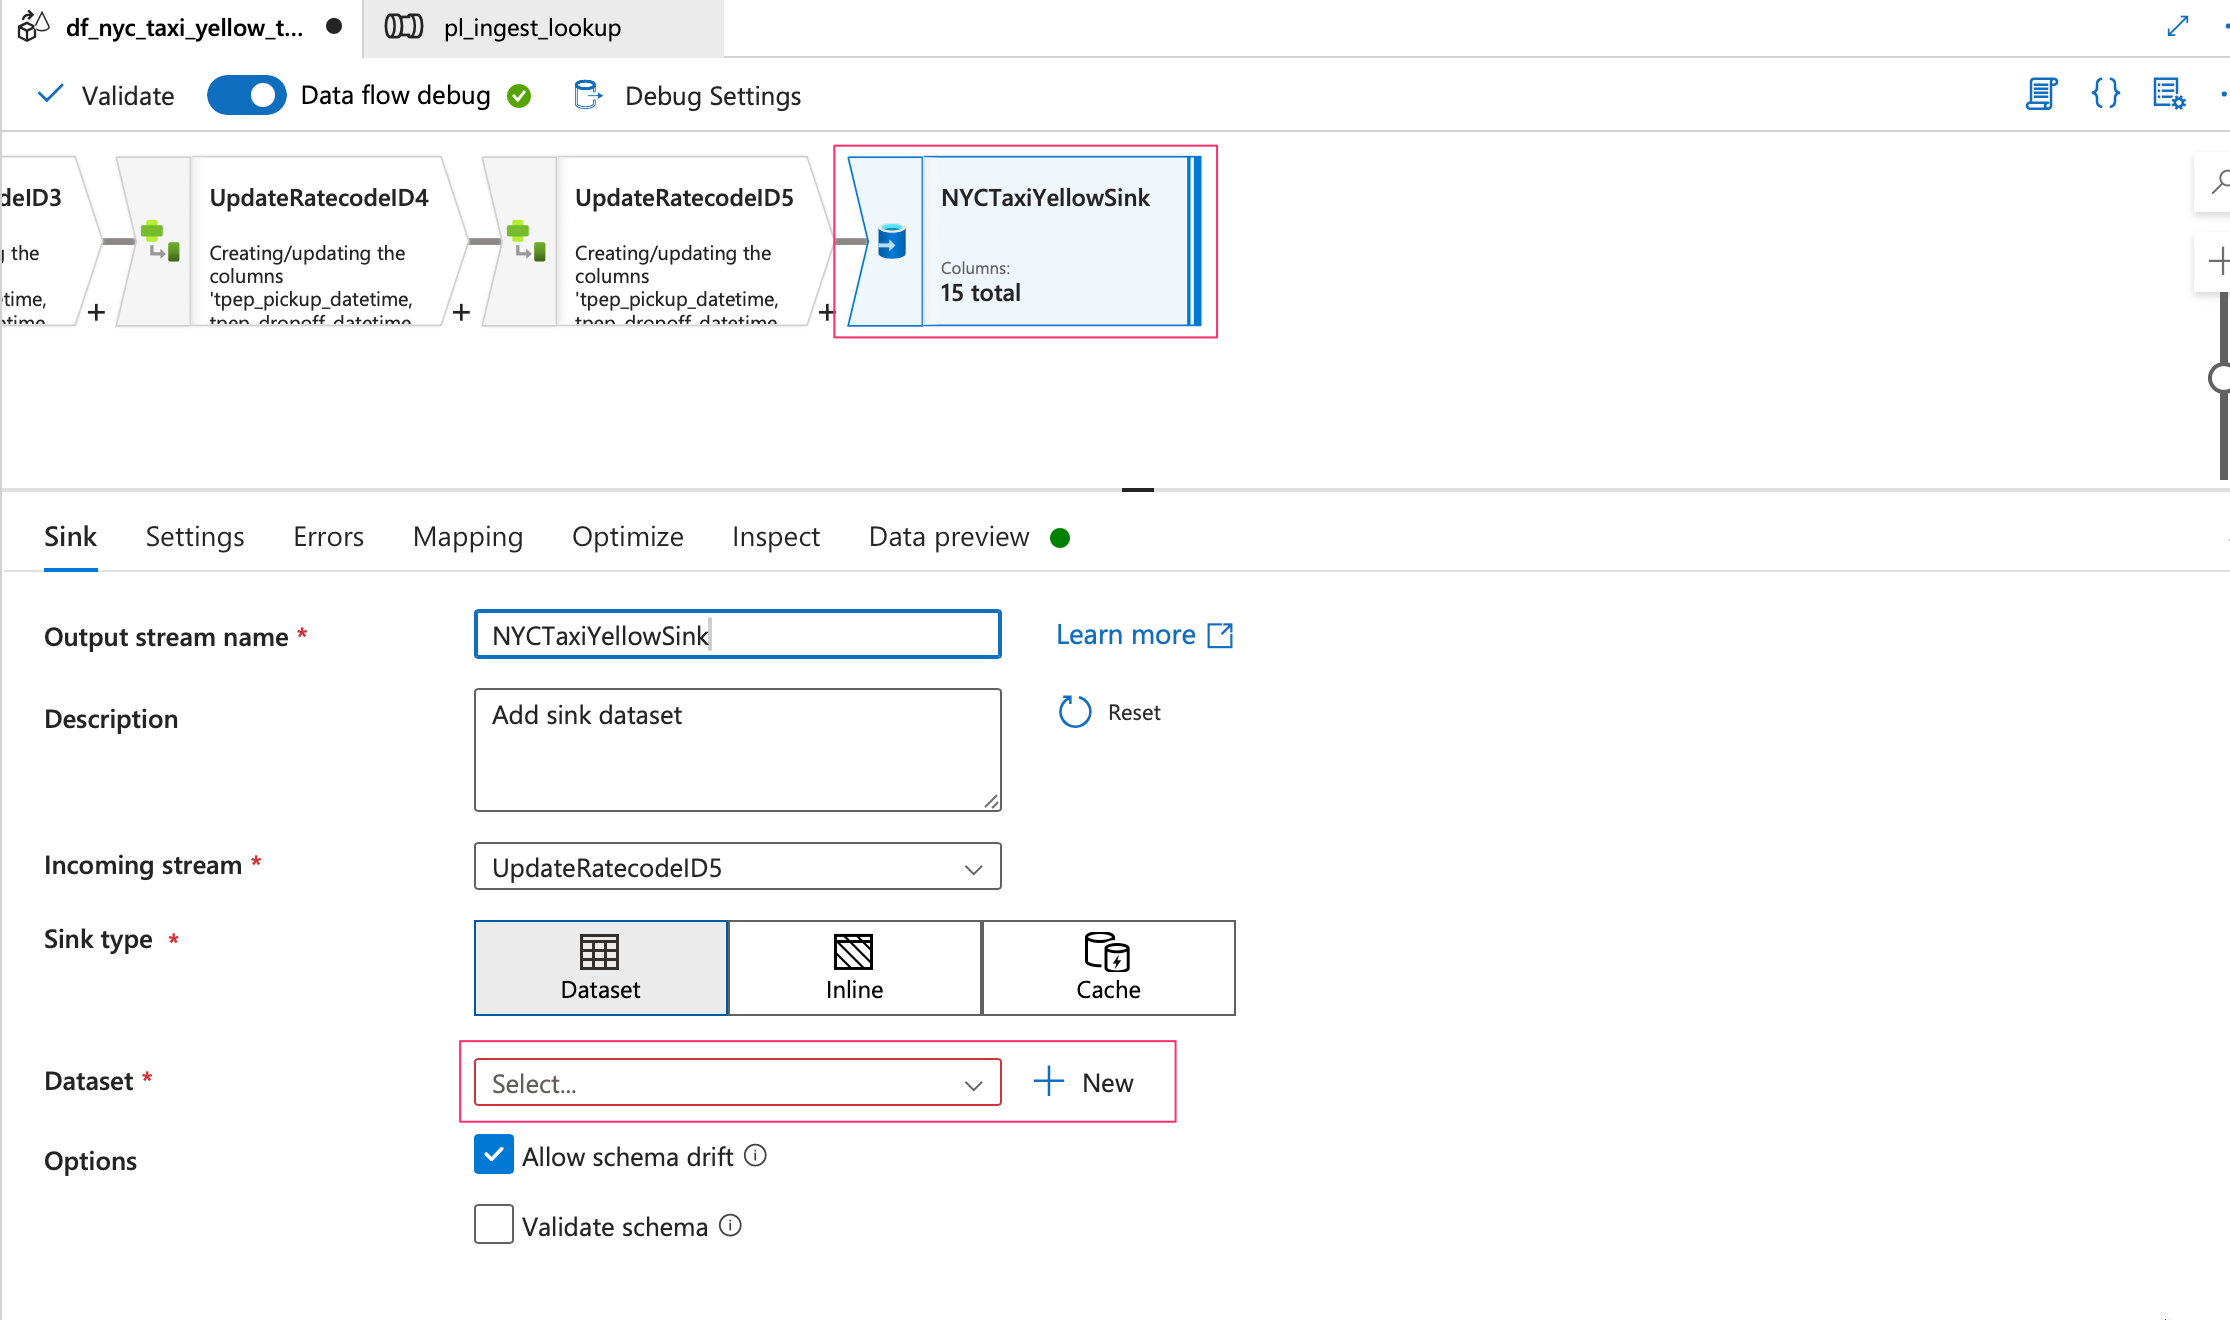 df_nyc_taxi_yellow_t...
pl_ingest_lookup
Validate
Data flow debug
Debug Settings
deID3
the
time,
UpdateRatecodeID4
Creating/updating the
columns
'tpep_pickup_datetime,
tpep_dropoff_datetime
UpdateRatecodeID5
Creating/updating the
columns
'tpep_pickup_datetime,
tpep_dropoff_datetime
NYCTaxiYellowSink
Columns:
15 total
Sink Settings Errors Mapping Optimize Inspect Data preview
Output stream name * NYCTaxiYellowSink Learn more
Description Add sink dataset Reset
Incoming stream * UpdateRatecodeID5
Sink type * Dataset Inline Cache
Dataset * Select... + New
Options Allow schema drift
Validate schema